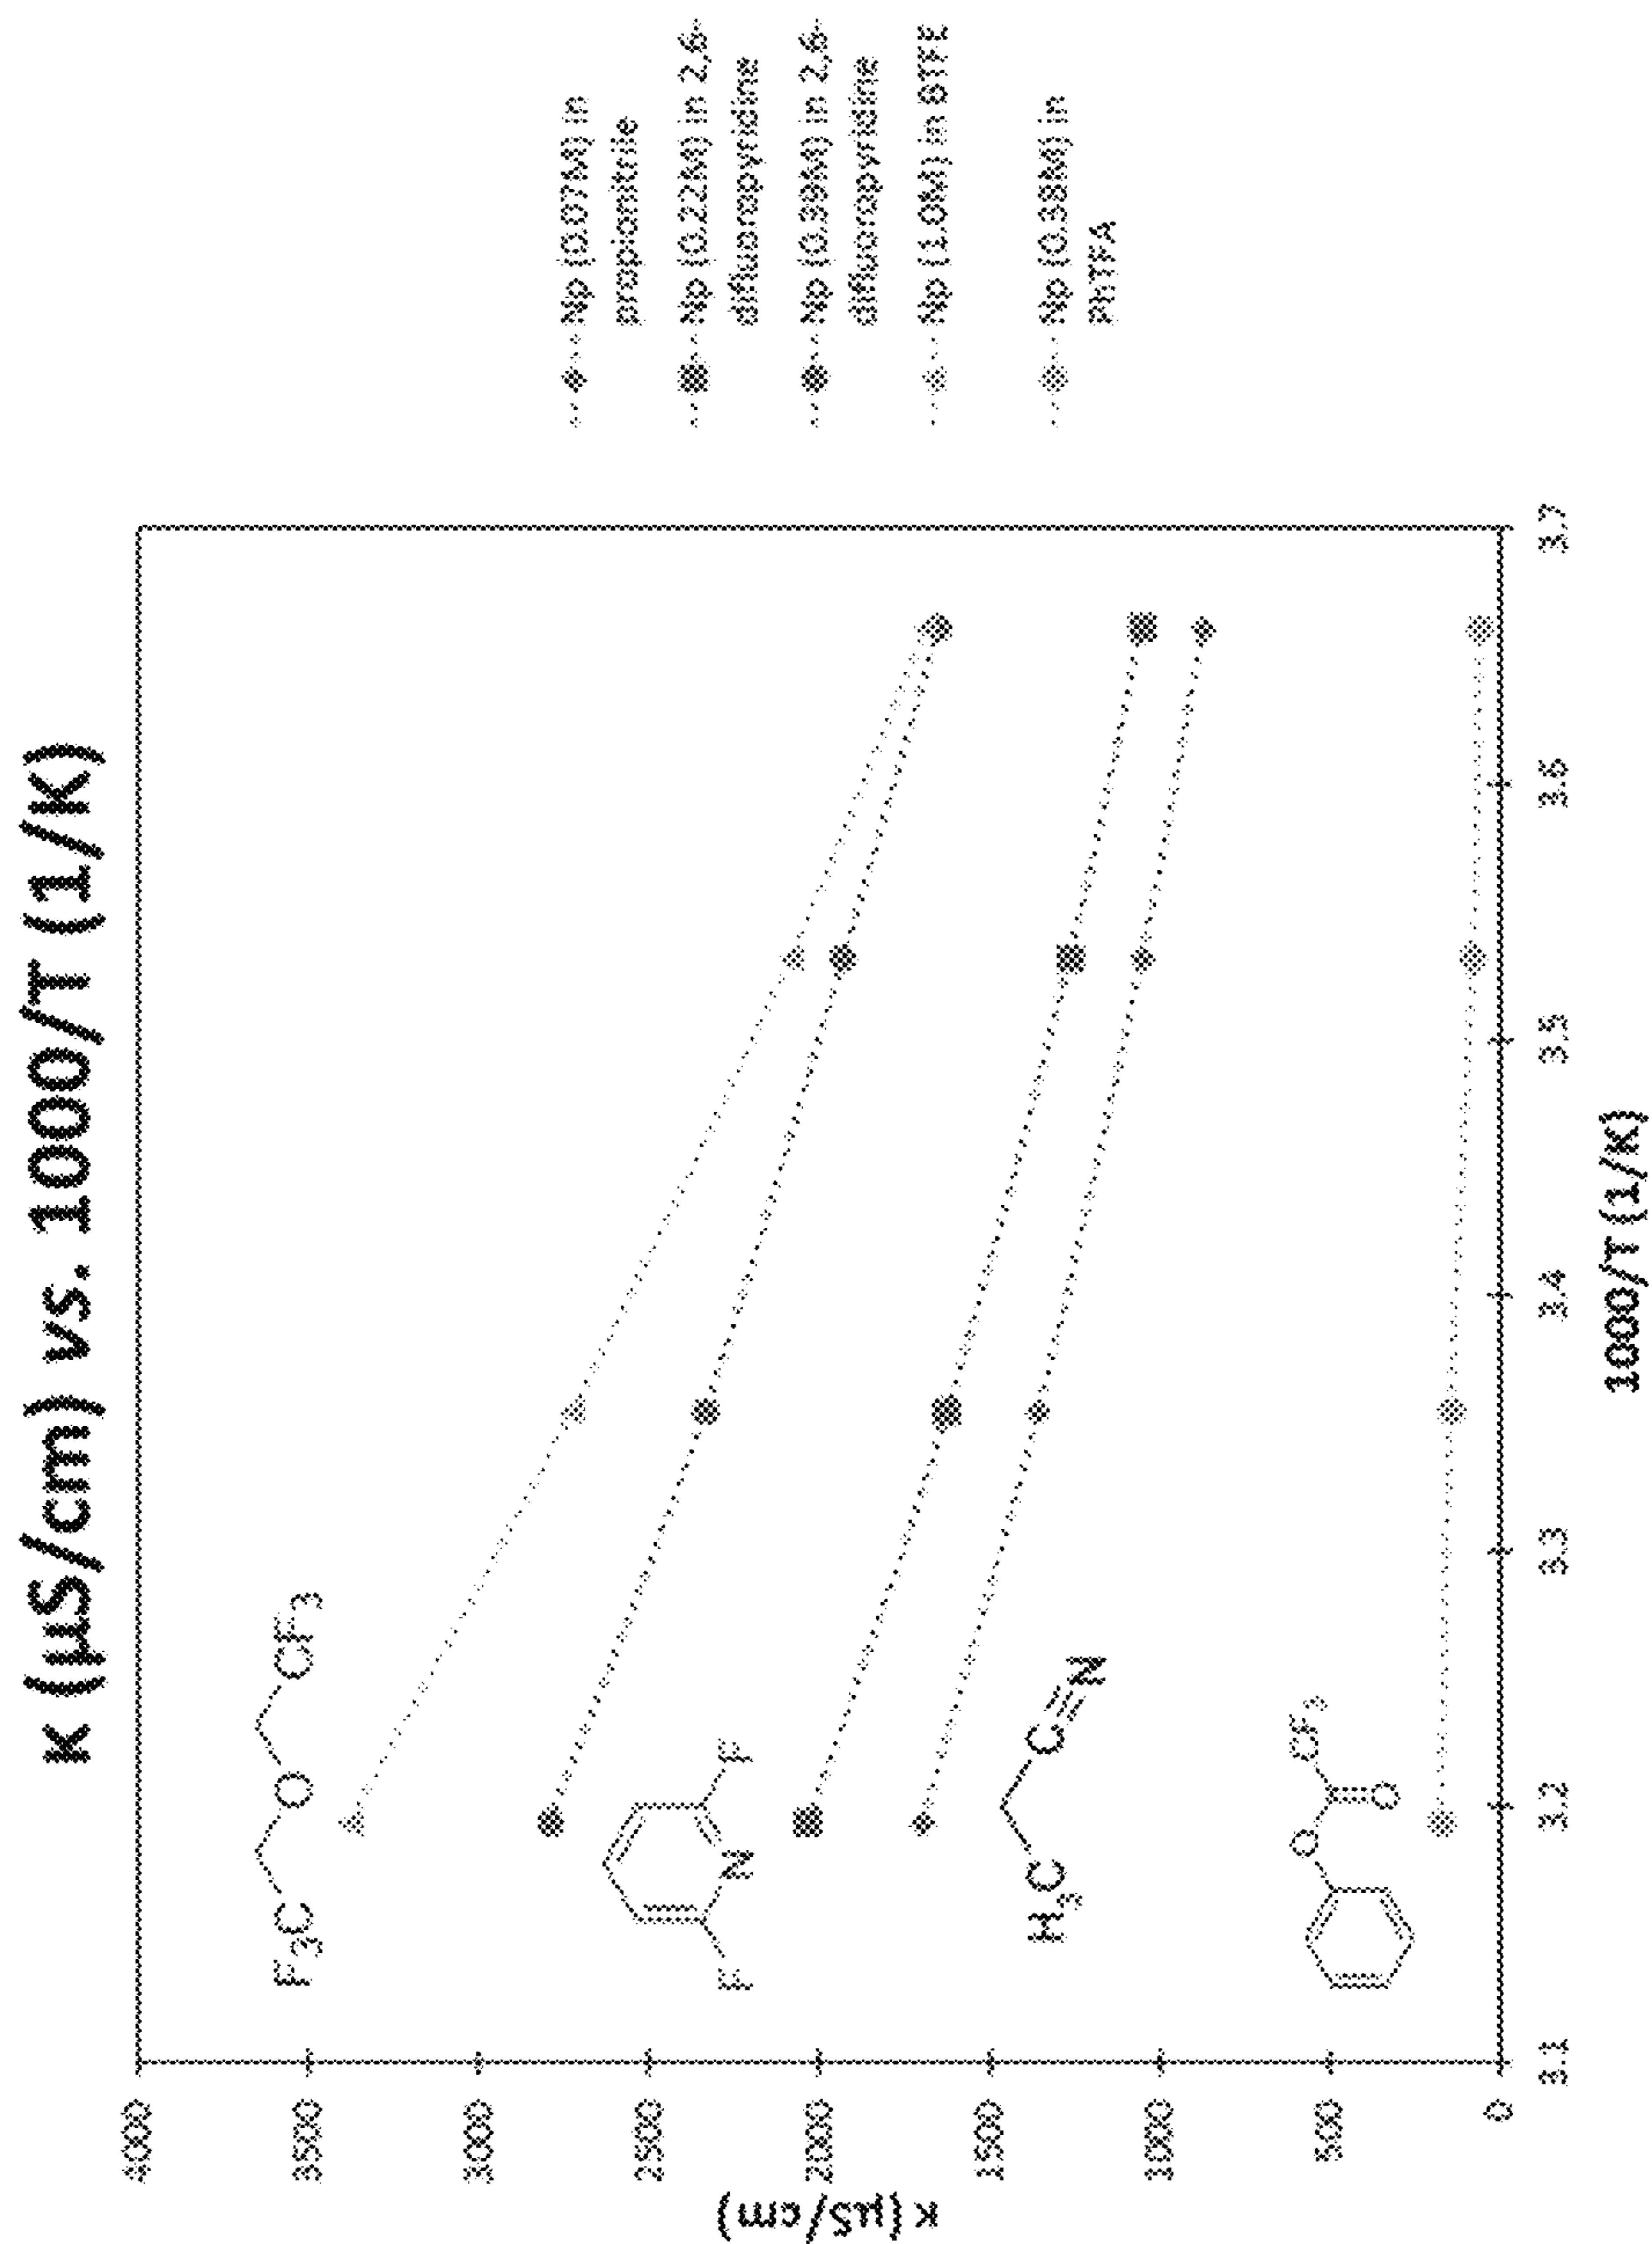 K (µS/cm) vs. 1000/T (1/K)
4000
3500
3000
2500
2000
1500
1000
500
0
K (µS/cm)
3.1
3.2
3.3
3.4
3.5
3.6
3.7
1000/T (1/K)
F3C O CF3
F N F
H3C C N
O CF3
O
Np (0.07M) in
propionitrile
Np (0.22M) in 2,6-
difluoropyridine
Np (0.39M) in 2,6-
difluoropyridine
Np (1.0M) in BTFE
Np (0.38M) in
PhTFA